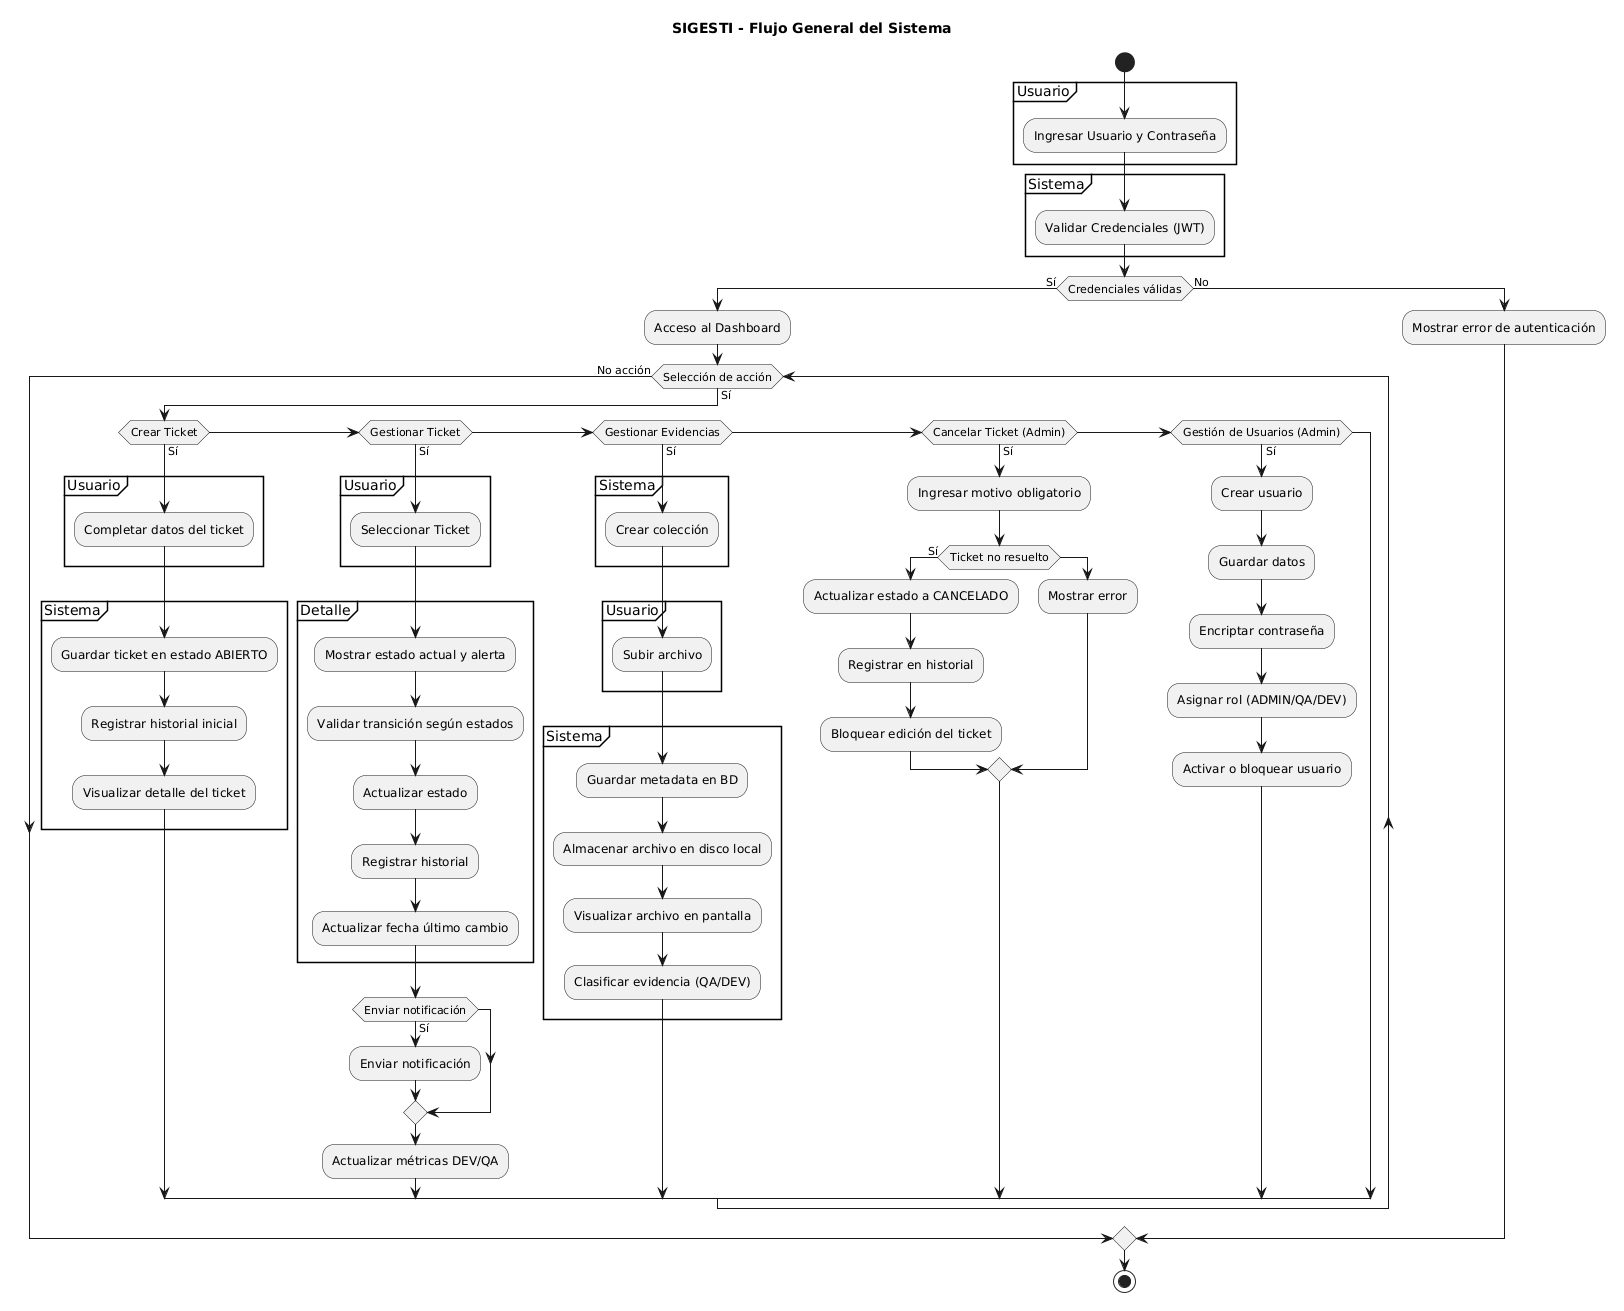 SIGESTI - Flujo General del Sistema
Usuario
Ingresar Usuario y Contraseña
Sistema
Validar Credenciales (JWT)
Sí
Credenciales válidas
No
Acceso al Dashboard
Mostrar error de autenticación
No acción
Selección de acción
Sí
Crear Ticket
Sí
Usuario
Completar datos del ticket
Sistema
Guardar ticket en estado ABIERTO
Registrar historial inicial
Visualizar detalle del ticket
Gestionar Ticket
Sí
Usuario
Seleccionar Ticket
Detalle
Mostrar estado actual y alerta
Validar transición según estados
Actualizar estado
Registrar historial
Actualizar fecha último cambio
Enviar notificación
Sí
Enviar notificación
Actualizar métricas DEV/QA
Gestionar Evidencias
Sí
Sistema
Crear colección
Usuario
Subir archivo
Sistema
Guardar metadata en BD
Almacenar archivo en disco local
Visualizar archivo en pantalla
Clasificar evidencia (QA/DEV)
Cancelar Ticket (Admin)
Sí
Ingresar motivo obligatorio
Sí
Ticket no resuelto
Actualizar estado a CANCELADO
Mostrar error
Registrar en historial
Bloquear edición del ticket
Gestión de Usuarios (Admin)
Sí
Crear usuario
Guardar datos
Encriptar contraseña
Asignar rol (ADMIN/QA/DEV)
Activar o bloquear usuario